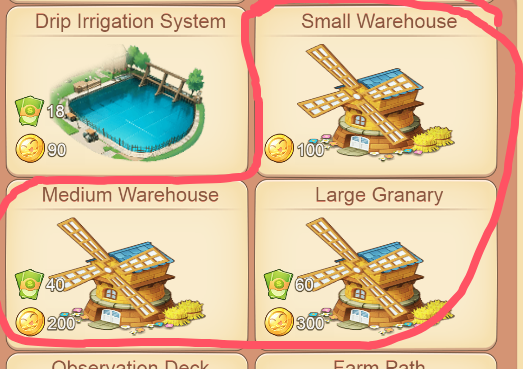 Drip Irrigation System
18
90
Small Warehouse
100
Medium Warehouse
40
200
Large Granary
60
300
Observation Deck
Farm Path